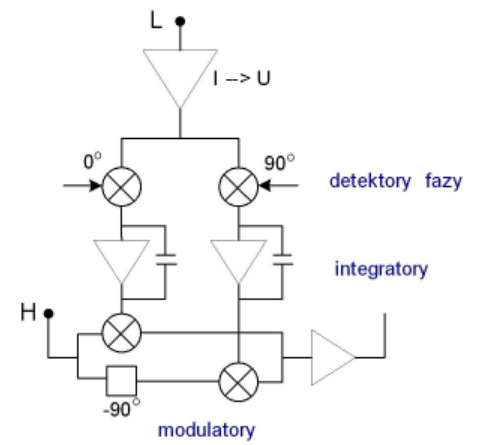 L
I --> U
0°
90°
detektory fazy
integratory
H
-90°
modulatory